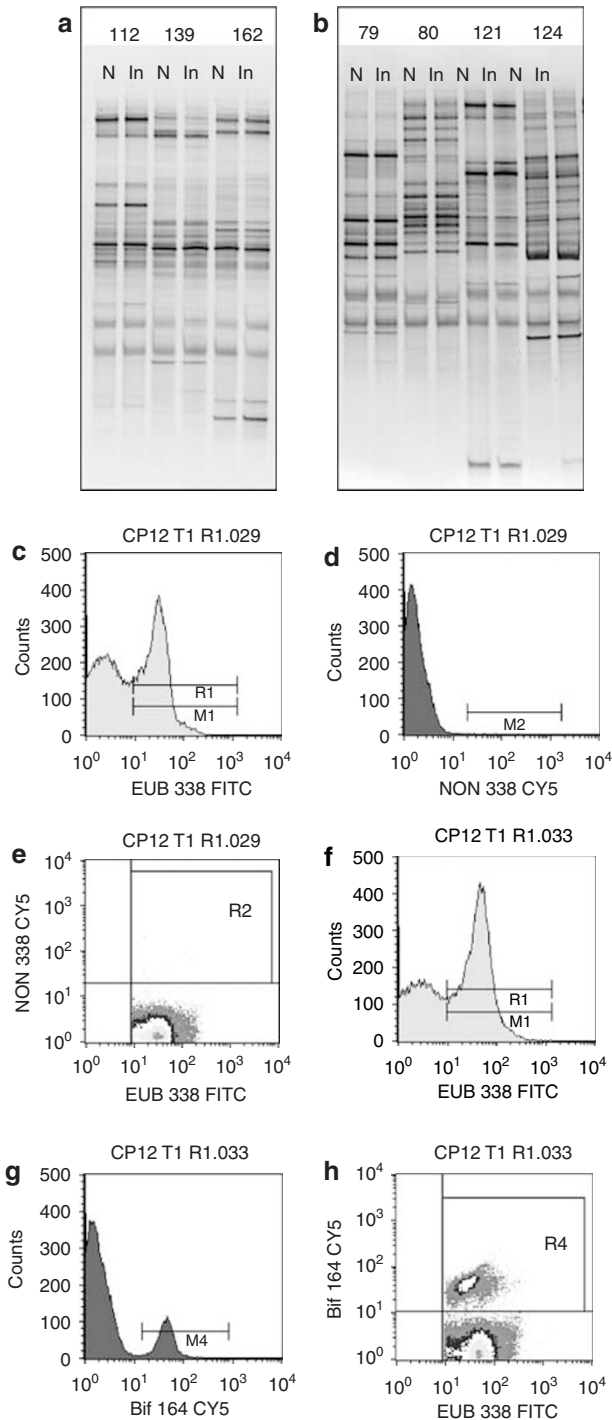 a
112 139 162
N In N In N In
b
79 80 121 124
N In N In N In N In
c
CP12 T1 R1.029
500
400
300
200
100
0
Counts
R1
M1
10^0 10^1 10^2 10^3 10^4
EUB 338 FITC
d
CP12 T1 R1.029
500
400
300
200
100
0
Counts
M2
10^0 10^1 10^2 10^3 10^4
NON 338 CY5
e
CP12 T1 R1.029
10^4
10^3
10^2
10^1
10^0
NON 338 CY5
R2
10^0 10^1 10^2 10^3 10^4
EUB 338 FITC
f
CP12 T1 R1.033
500
400
300
200
100
0
Counts
R1
M1
10^0 10^1 10^2 10^3 10^4
EUB 338 FITC
g
CP12 T1 R1.033
500
400
300
200
100
0
Counts
M4
10^0 10^1 10^2 10^3 10^4
Bif 164 CY5
h
CP12 T1 R1.033
10^4
10^3
10^2
10^1
10^0
Bif 164 CY5
R4
10^0 10^1 10^2 10^3 10^4
EUB 338 FITC